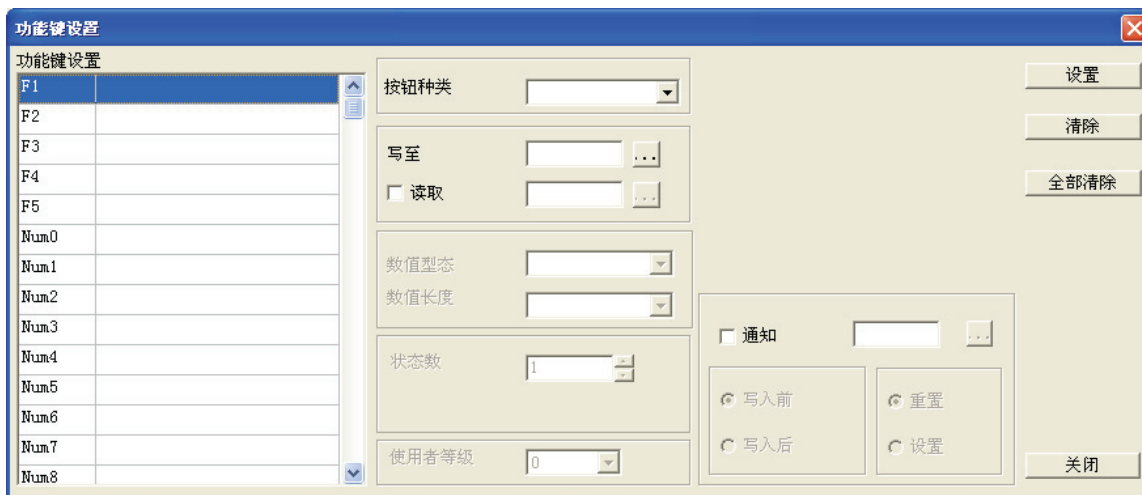 功能键设置
功能键设置
F1
F2
F3
F4
F5
Num0
Num1
Num2
Num3
Num4
Num5
Num6
Num7
Num8
按钮种类
写至 ...
读取 ...
数值型态
数值长度
状态数 1
使用者等级 0
通知 ...
写入前 重置
写入后 设置
设置
清除
全部清除
关闭